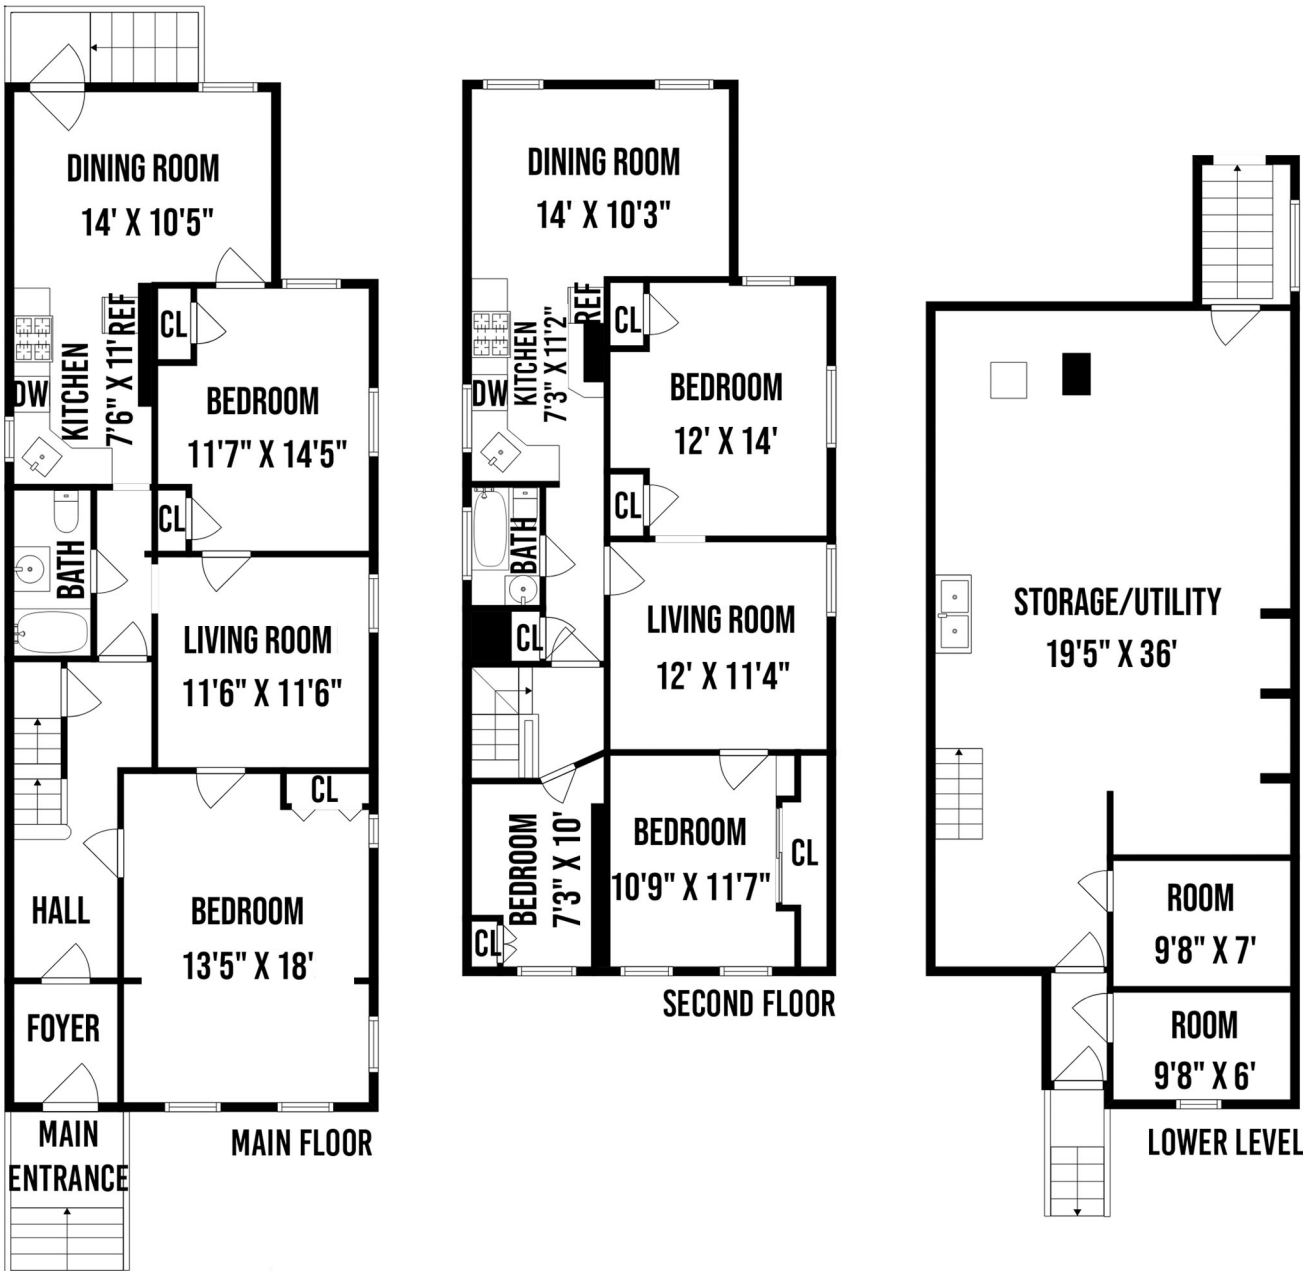 DINING ROOM
14' X 10'5"
REF
CL
KITCHEN
7'6" X 11'
DW
BEDROOM
11'7" X 14'5"
CL
BATH
LIVING ROOM
11'6" X 11'6"
CL
HALL
BEDROOM
13'5" X 18'
FOYER
MAIN
ENTRANCE
MAIN FLOOR
DINING ROOM
14' X 10'3"
REF
CL
KITCHEN
7'3" X 11'2"
DW
BEDROOM
12' X 14'
CL
BATH
CL
LIVING ROOM
12' X 11'4"
BEDROOM
7'3" X 10'
BEDROOM
10'9" X 11'7"
CL
CL
SECOND FLOOR
STORAGE/UTILITY
19'5" X 36'
ROOM
9'8" X 7'
ROOM
9'8" X 6'
LOWER LEVEL